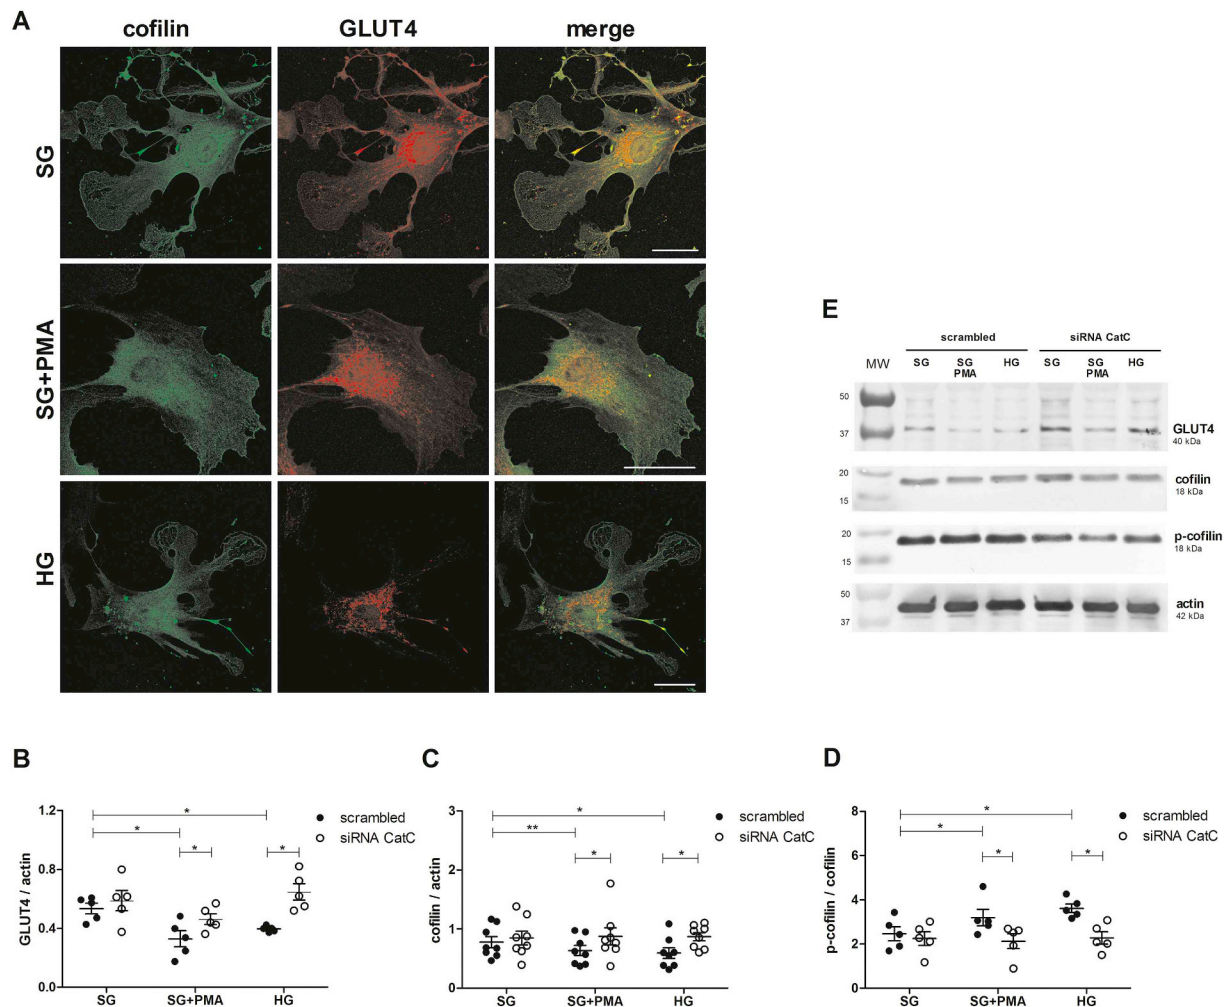 A
cofilin GLUT4 merge
SG
SG+PMA
HG
E
scrambled siRNA CatC
MW SG SG PMA HG SG SG PMA HG
50
37
GLUT4
40 kDa
20
15
cofilin
18 kDa
20
15
p-cofilin
18 kDa
50
37
actin
42 kDa
B
GLUT4 / actin
1.2
0.8
0.4
0
*
*
*
*
scrambled
siRNA CatC
SG SG+PMA HG
C
cofilin / actin
3
2
1
0
*
**
*
*
scrambled
siRNA CatC
SG SG+PMA HG
D
p-cofilin / cofilin
8
6
4
2
0
*
*
*
*
scrambled
siRNA CatC
SG SG+PMA HG